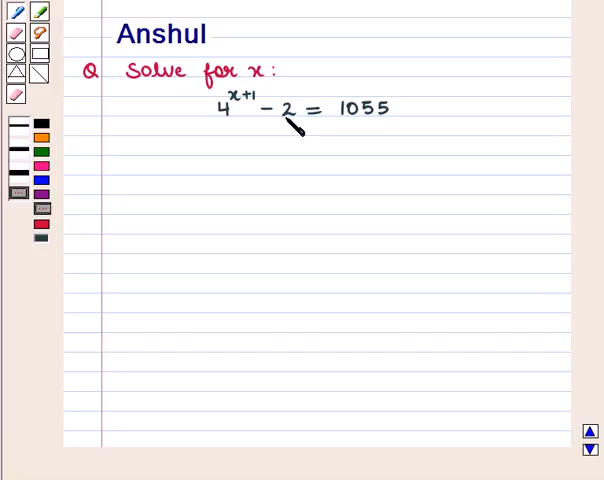 Anshul
Q Solve for x:
4^{x+1} - 2 = 1055